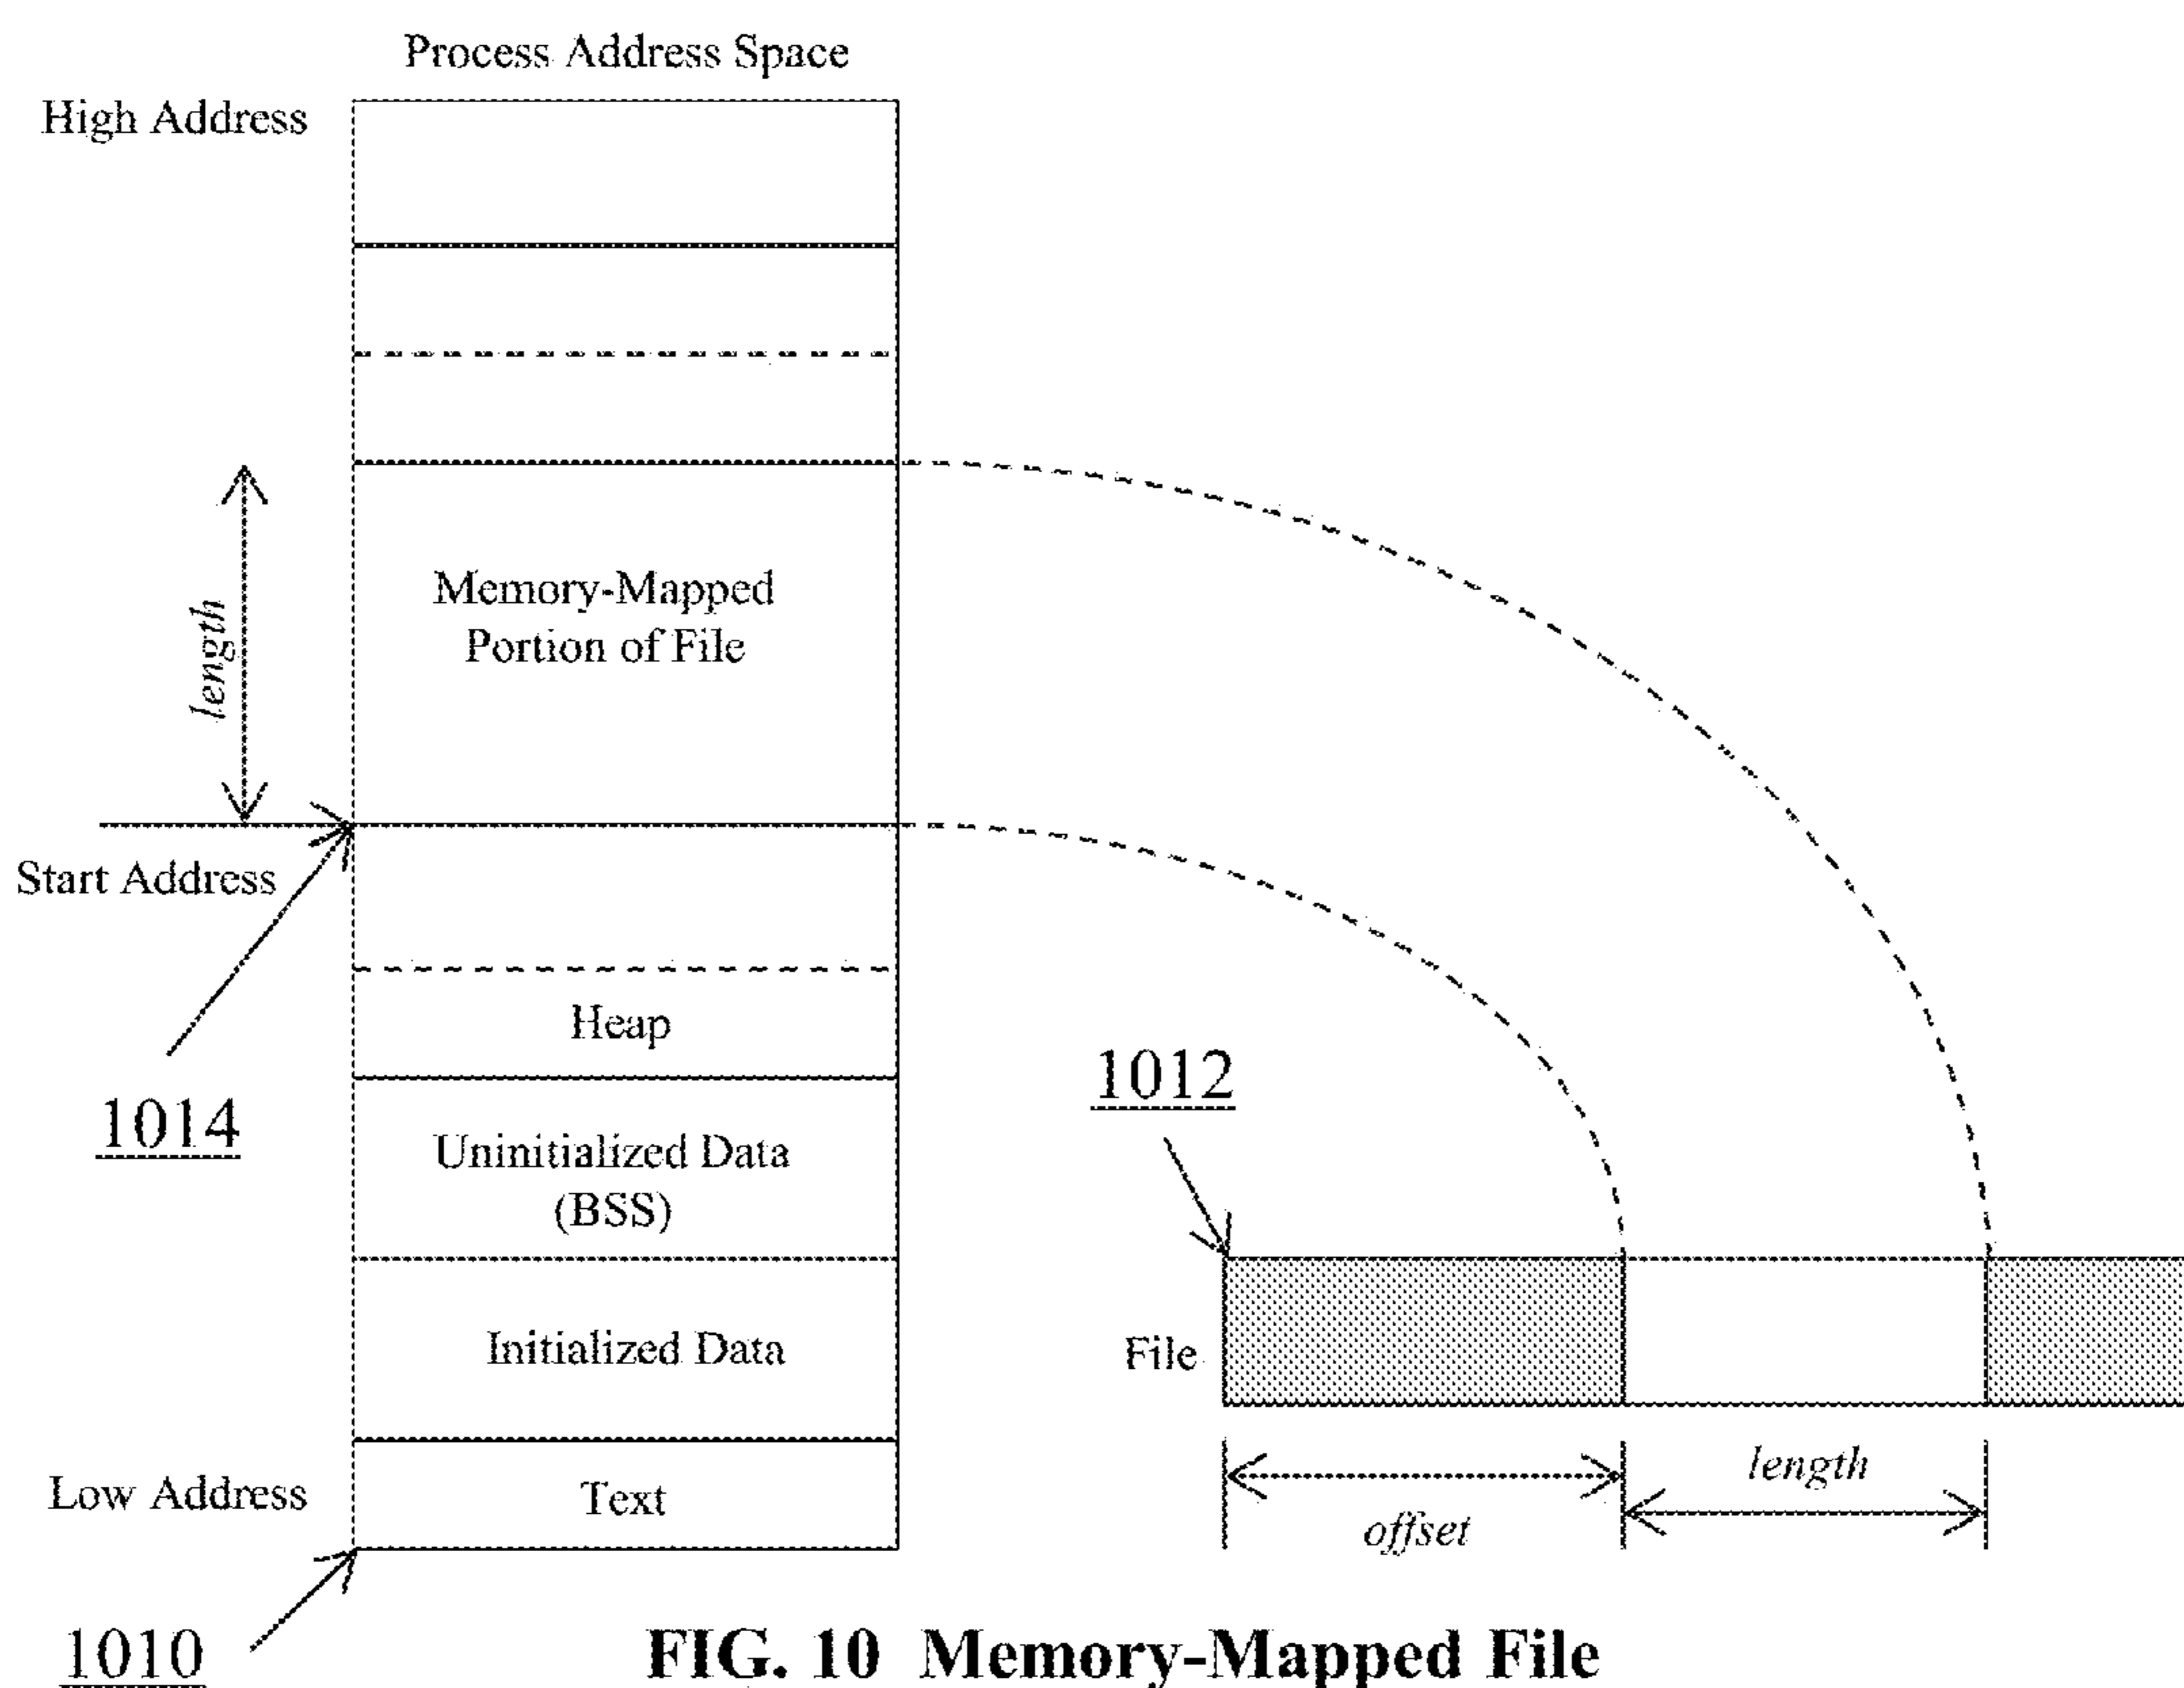 Process Address Space
High Address
length
Memory-Mapped
Portion of File
Start Address
Heap
1014
1012
Uninitialized Data
(BSS)
File
Initialized Data
Low Address
Text
offset
length
1010
FIG. 10 Memory-Mapped File